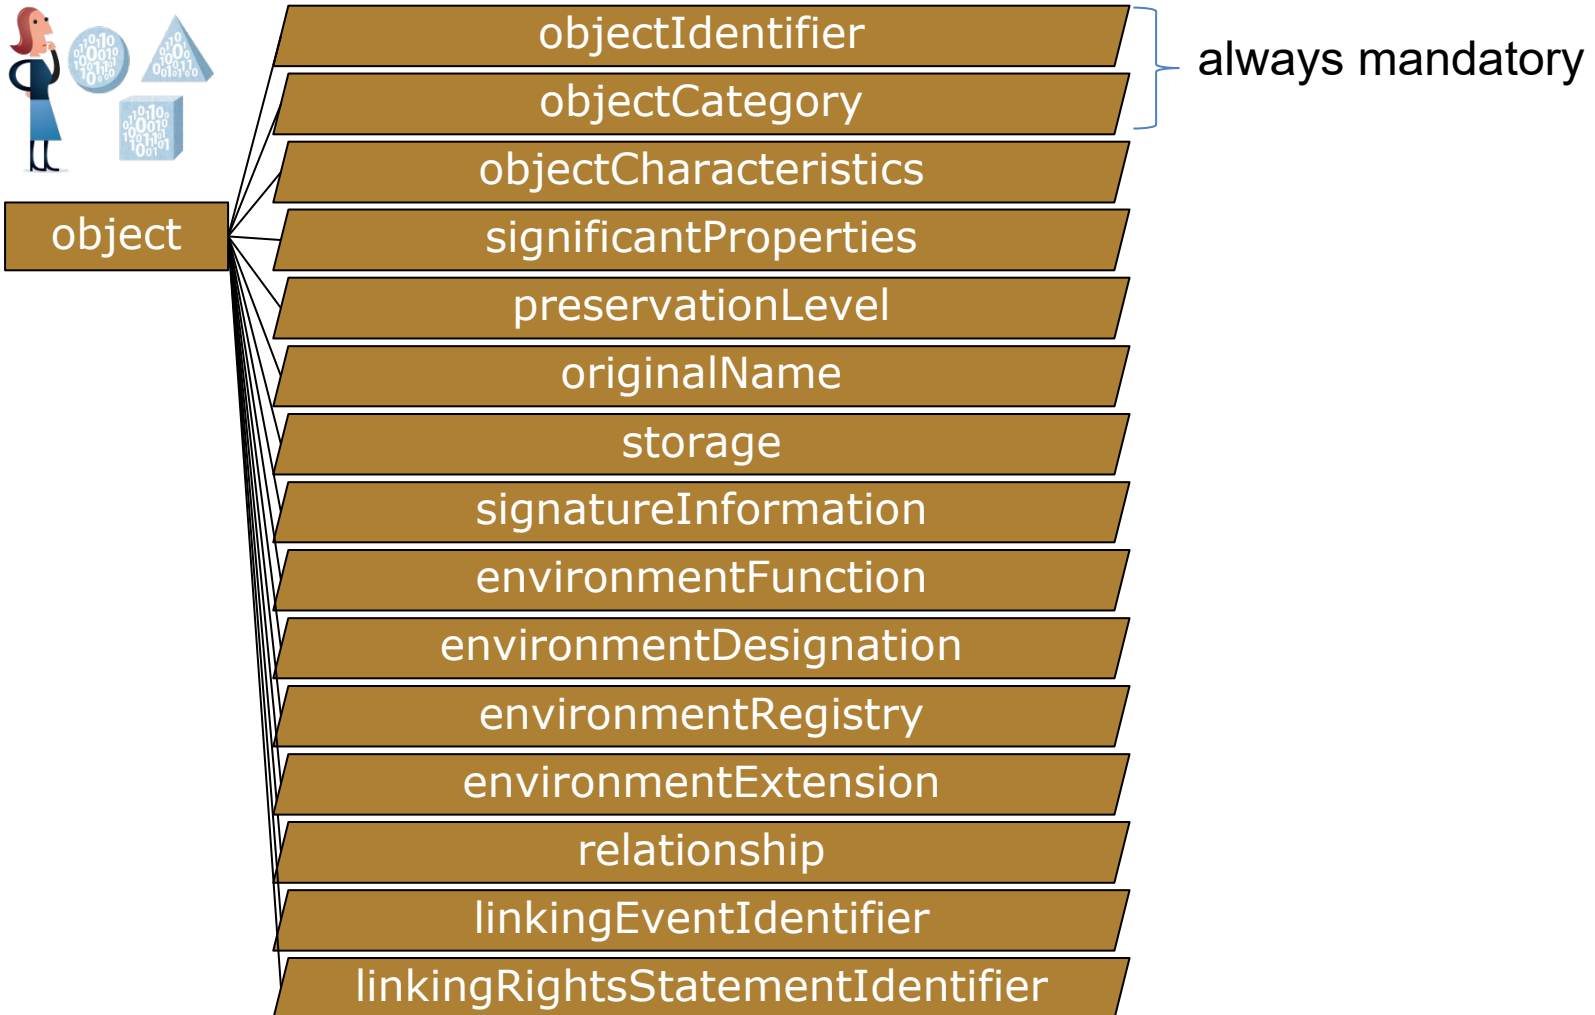 objectIdentifier
always mandatory
objectCategory
objectCharacteristics
object
significantProperties
preservationLevel
originalName
storage
signatureInformation
environmentFunction
environmentDesignation
environmentRegistry
environmentExtension
relationship
linkingEventIdentifier
linkingRightsStatementIdentifier